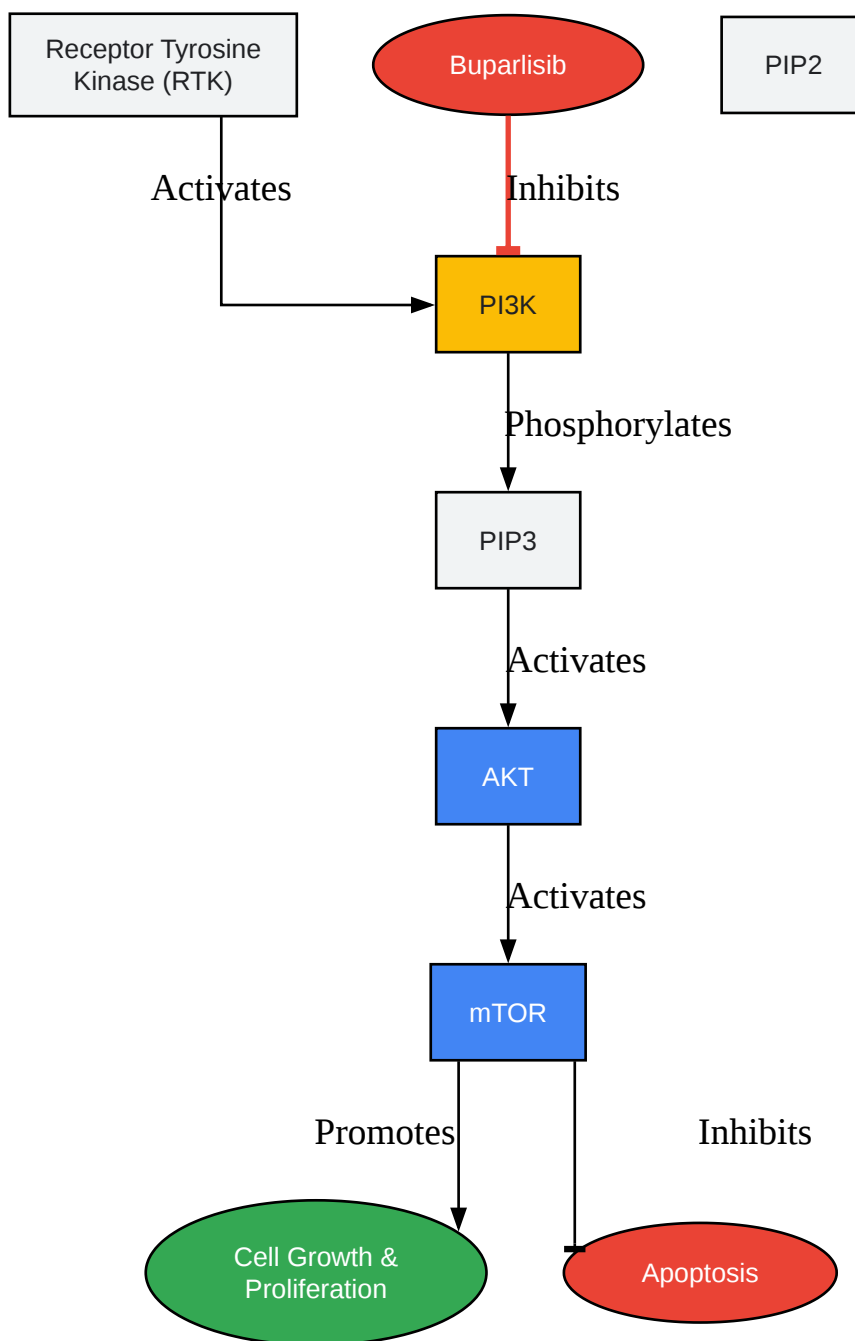 Receptor Tyrosine
Kinase (RTK)
Buparlisib
PIP2
Activates
Inhibits
PI3K
Phosphorylates
PIP3
Activates
AKT
Activates
mTOR
Promotes
Inhibits
Cell Growth &
Proliferation
Apoptosis